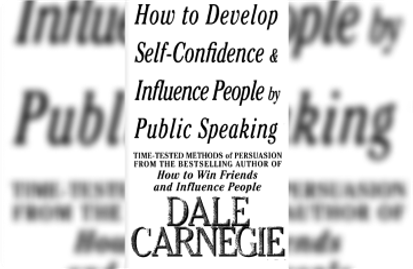 How to Develop
Self-Confidence &
Influence People by
Public Speaking
TIME-TESTED METHODS of PERSUASION
FROM THE BESTSELLING AUTHOR OF
How to Win Friends
and Influence People
DALE
CARNEGIE